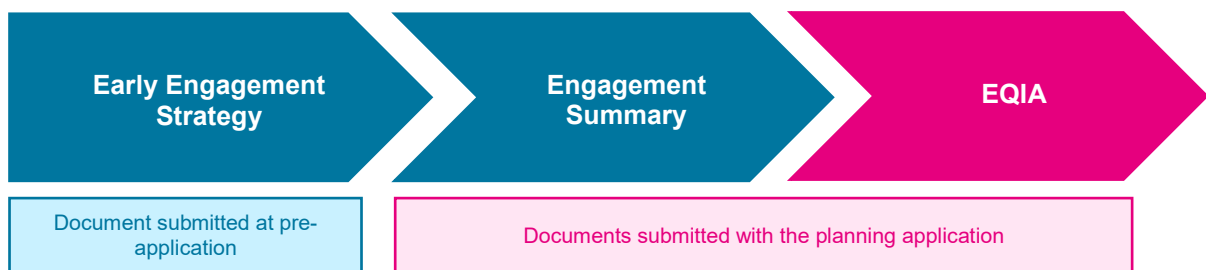 Early Engagement
Strategy
Engagement
Summary
EQIA
Document submitted at pre-
application
Documents submitted with the planning application